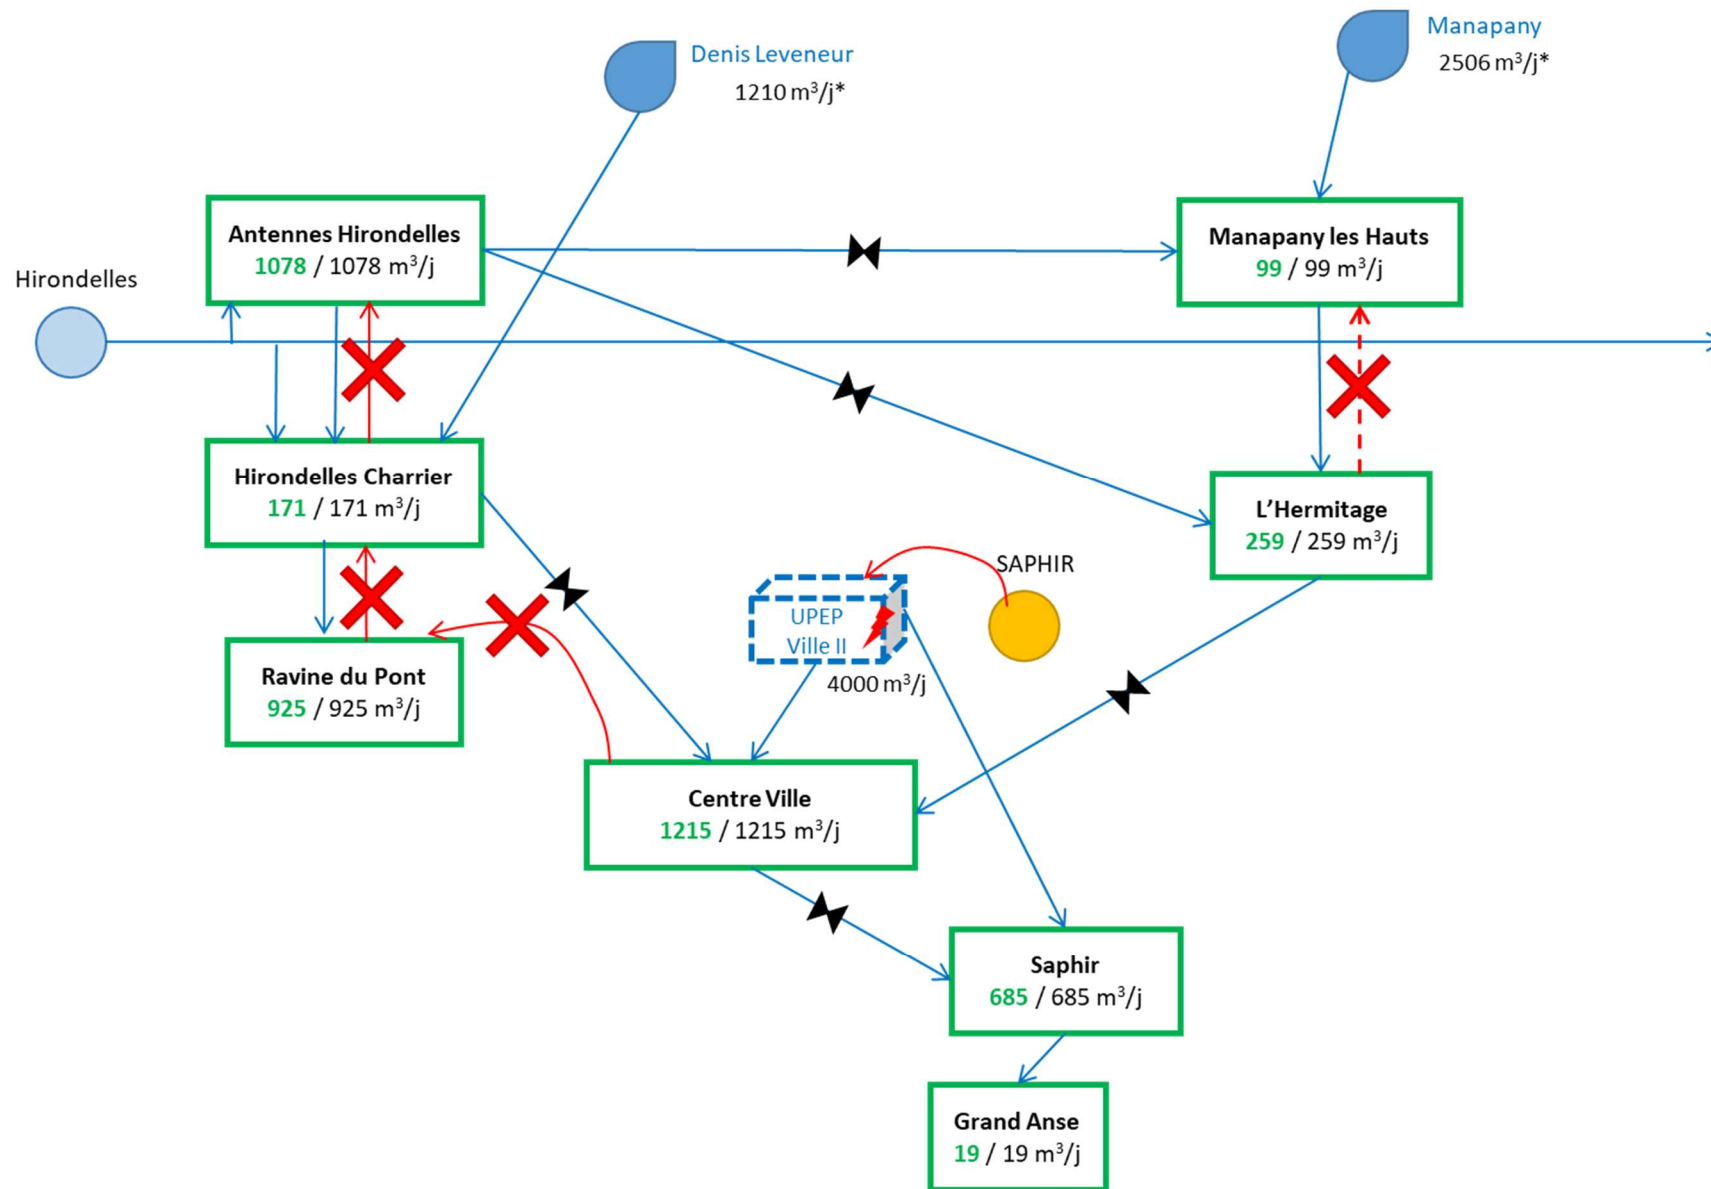 Manapany
2506 m³/j*
Denis Leveneur
1210 m³/j*
Antennes Hirondelles
1078 / 1078 m³/j
Manapany les Hauts
99 / 99 m³/j
Hirondelles
Hirondelles Charrier
171 / 171 m³/j
L’Hermitage
259 / 259 m³/j
SAPHIR
UPEP
Ville II
4000 m³/j
Ravine du Pont
925 / 925 m³/j
Centre Ville
1215 / 1215 m³/j
Saphir
685 / 685 m³/j
Grand Anse
19 / 19 m³/j